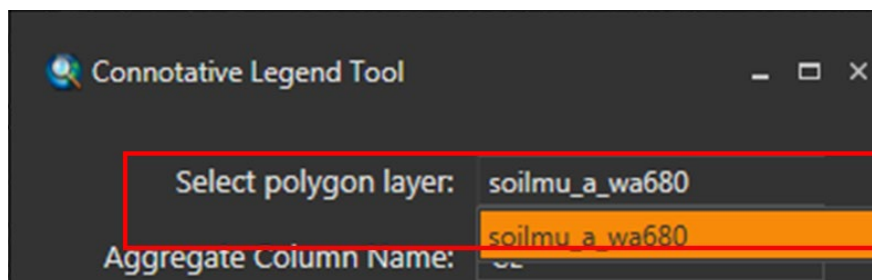 Connotative Legend Tool
Select polygon layer: soilmu_a_wa680
soilmu_a_wa680
Aggregate Column Name: